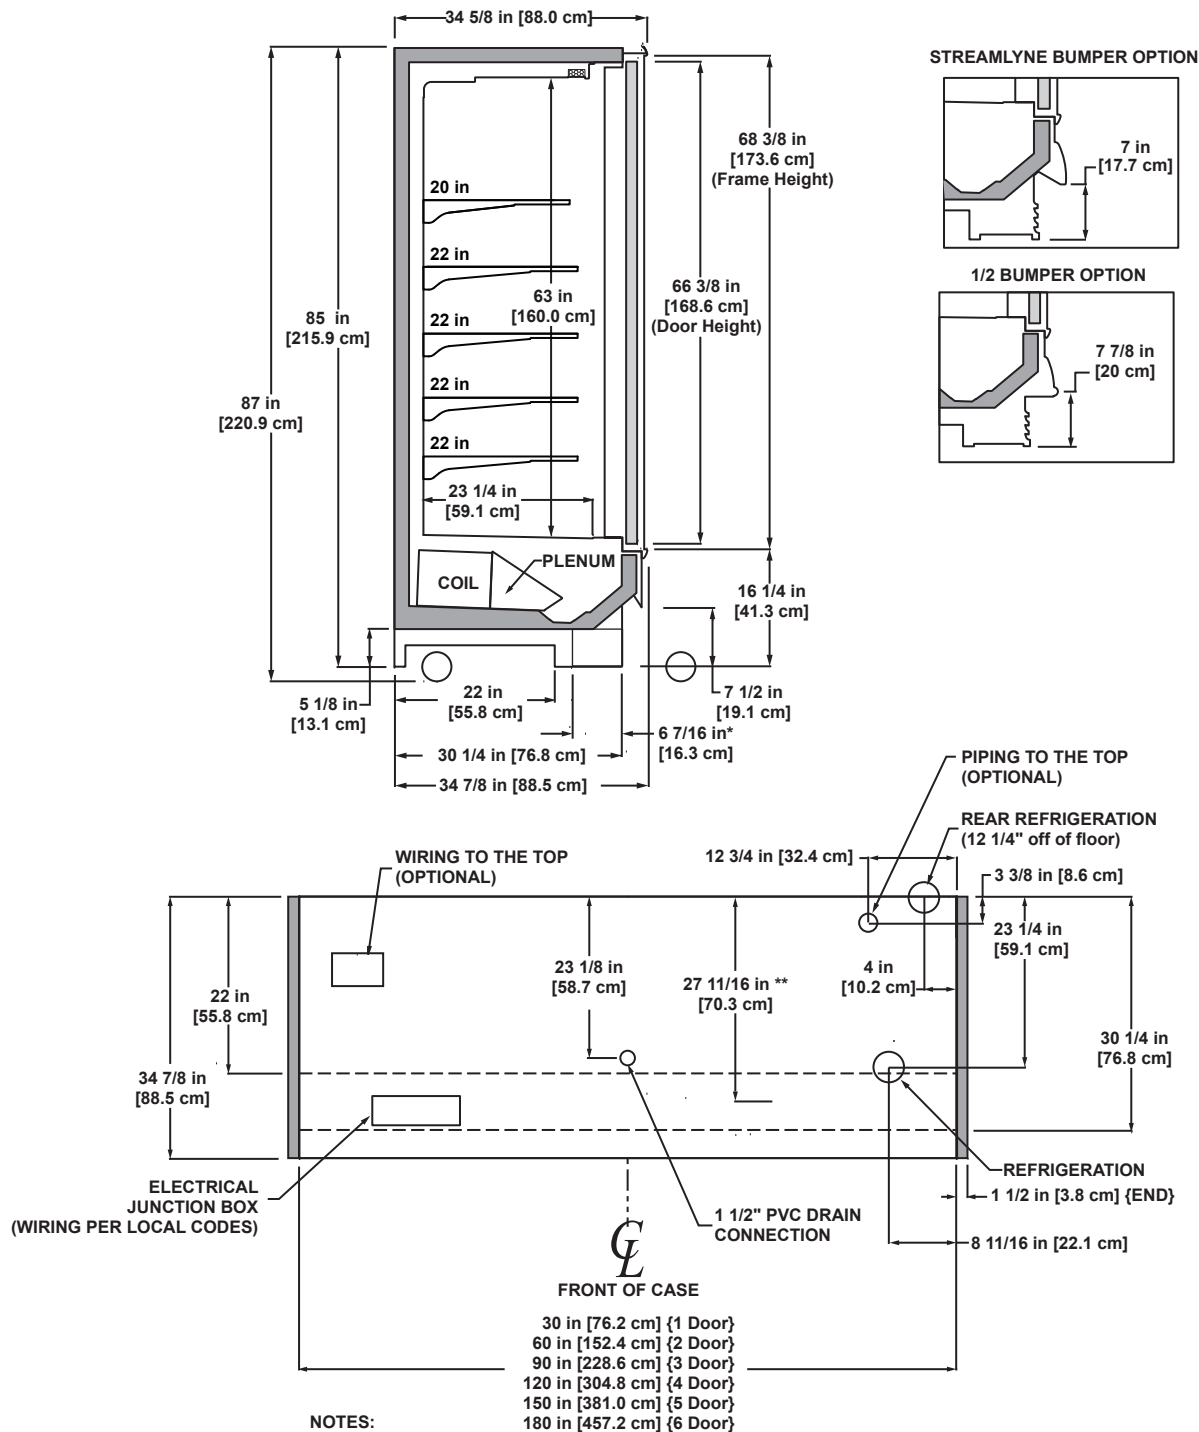 34 5/8 in [88.0 cm]
STREAMLYNE BUMPER OPTION
7 in
[17.7 cm]
1/2 BUMPER OPTION
7 7/8 in
[20 cm]
68 3/8 in
[173.6 cm]
(Frame Height)
20 in
22 in
22 in
22 in
22 in
63 in
[160.0 cm]
66 3/8 in
[168.6 cm]
(Door Height)
85 in
[215.9 cm]
87 in
[220.9 cm]
23 1/4 in
[59.1 cm]
COIL
PLENUM
16 1/4 in
[41.3 cm]
5 1/8 in
[13.1 cm]
22 in
[55.8 cm]
7 1/2 in
[19.1 cm]
6 7/16 in*
[16.3 cm]
30 1/4 in [76.8 cm]
34 7/8 in [88.5 cm]
PIPING TO THE TOP
(OPTIONAL)
REAR REFRIGERATION
(12 1/4" off of floor)
WIRING TO THE TOP
(OPTIONAL)
12 3/4 in [32.4 cm]
3 3/8 in [8.6 cm]
23 1/4 in
[59.1 cm]
23 1/8 in
[58.7 cm]
27 11/16 in **
[70.3 cm]
4 in
[10.2 cm]
22 in
[55.8 cm]
30 1/4 in
[76.8 cm]
34 7/8 in
[88.5 cm]
ELECTRICAL
JUNCTION BOX
(WIRING PER LOCAL CODES)
REFRIGERATION
1 1/2 in [3.8 cm] {END}
1 1/2" PVC DRAIN
CONNECTION
8 11/16 in [22.1 cm]
CL
FRONT OF CASE
30 in [76.2 cm] {1 Door}
60 in [152.4 cm] {2 Door}
90 in [228.6 cm] {3 Door}
120 in [304.8 cm] {4 Door}
150 in [381.0 cm] {5 Door}
180 in [457.2 cm] {6 Door}
NOTES: